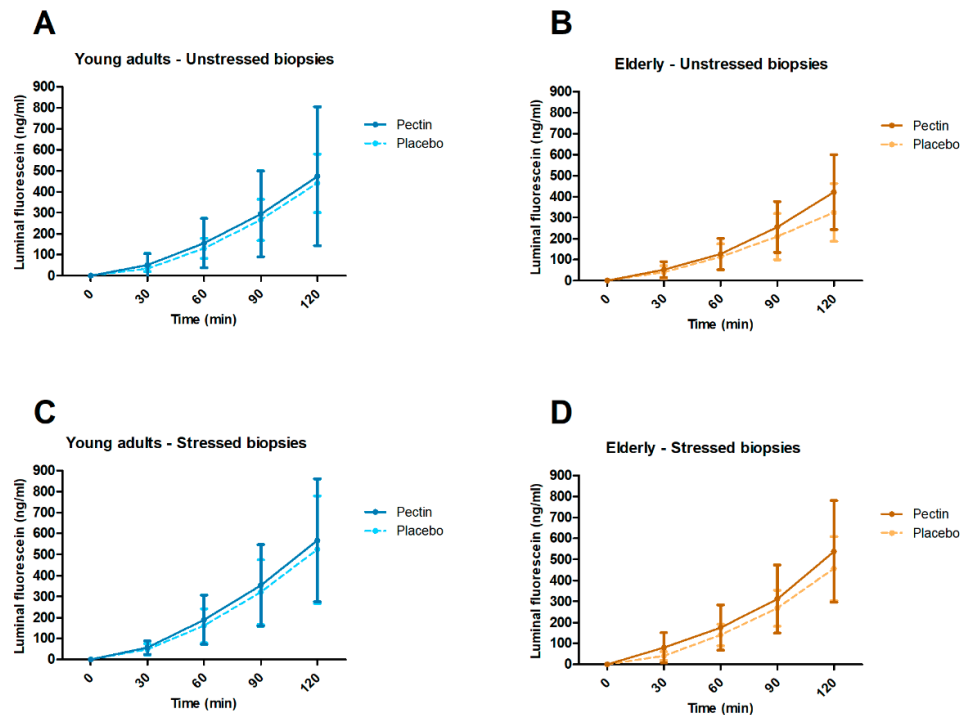 A
Young adults - Unstressed biopsies
Luminal fluorescein (ng/ml)
900
800
700
600
500
400
300
200
100
0
0
30
60
90
120
Time (min)
Pectin
Placebo
B
Elderly - Unstressed biopsies
Luminal fluorescein (ng/ml)
900
800
700
600
500
400
300
200
100
0
0
30
60
90
120
Time (min)
Pectin
Placebo
C
Young adults - Stressed biopsies
Luminal fluorescein (ng/ml)
900
800
700
600
500
400
300
200
100
0
0
30
60
90
120
Time (min)
Pectin
Placebo
D
Elderly - Stressed biopsies
Luminal fluorescein (ng/ml)
900
800
700
600
500
400
300
200
100
0
0
30
60
90
120
Time (min)
Pectin
Placebo